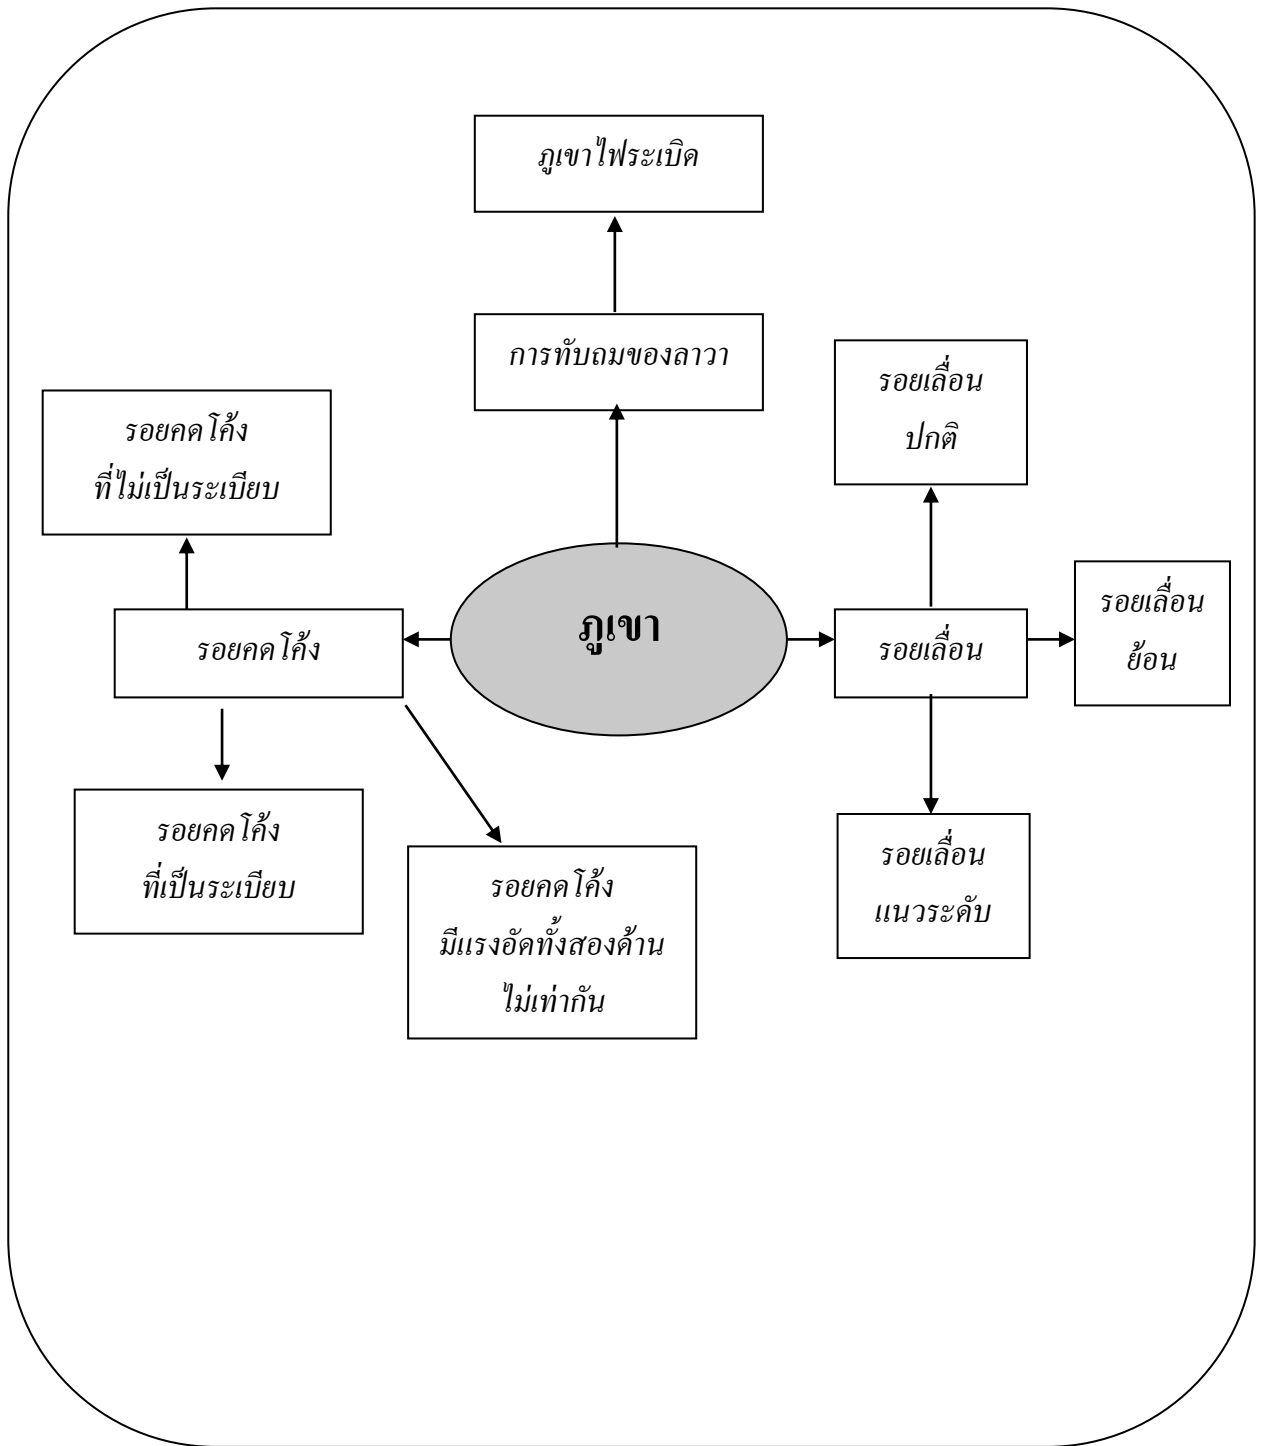 ภูเขาไฟระเบิด
การทับถมของลาวา
รอยเลื่อน
ปกติ
รอยคดโค้ง
ที่ไม่เป็นระเบียบ
ภูเขา
รอยเลื่อน
ย้อน
รอยคดโค้ง
รอยเลื่อน
รอยคดโค้ง
ที่เป็นระเบียบ
รอยคดโค้ง
มีแรงอัดทั้งสองด้าน
ไม่เท่ากัน
รอยเลื่อน
แนวระดับ